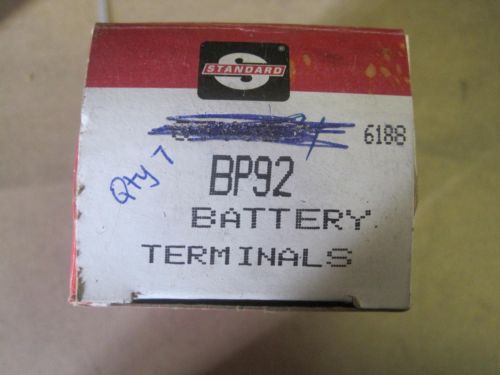 STANDARD
®
6188
Qty 7
BP92
BATTERY
TERMINALS